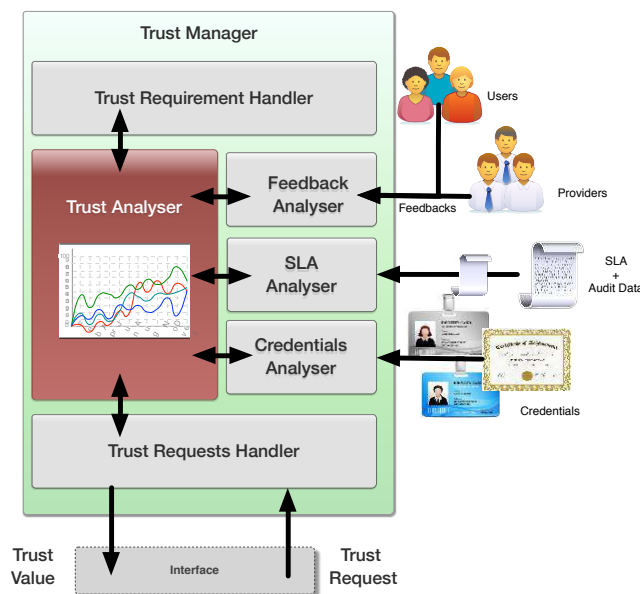 Trust Manager
Trust Requirement Handler
Users
Feedback
Analyser
Trust Analyser
Providers
Feedbacks
SLA
Analyser
SLA
+
Audit Data
Credentials
Analyser
Credentials
Trust Requests Handler
Trust
Value
Interface
Trust
Request